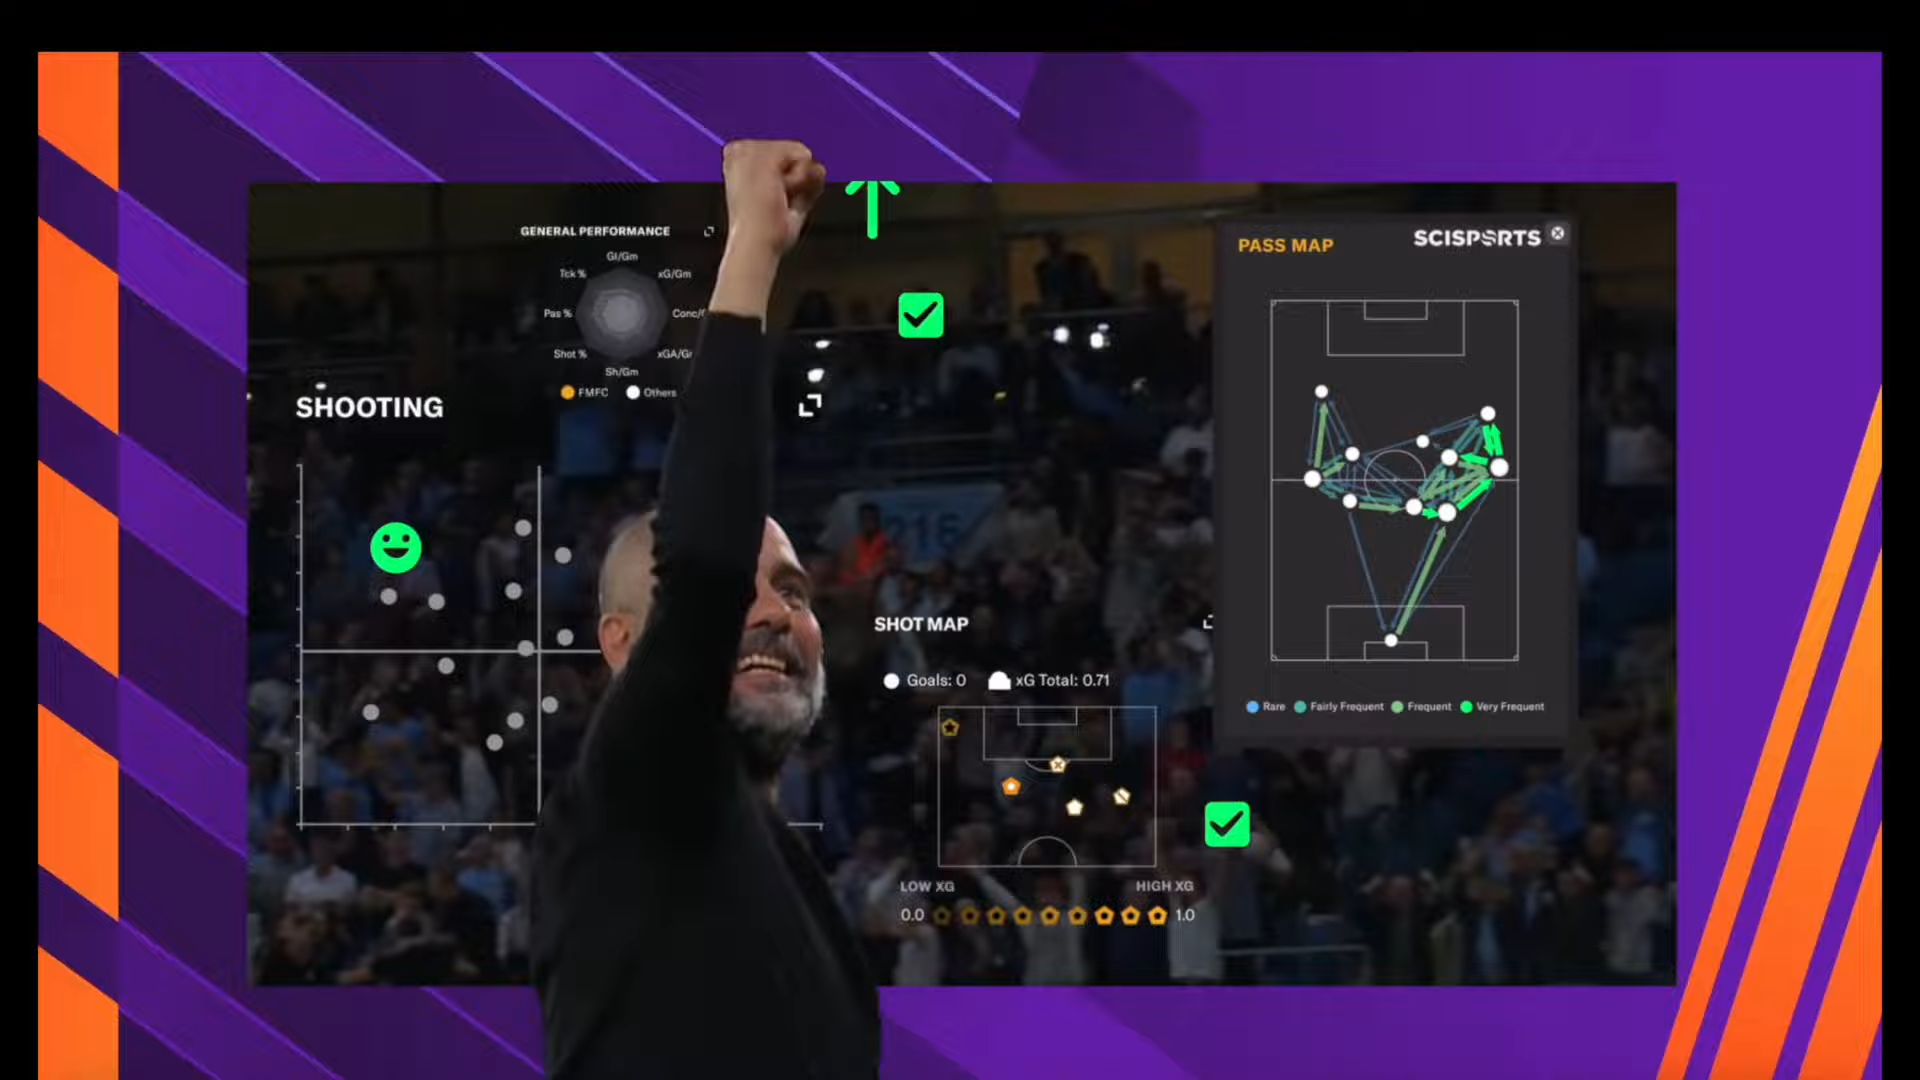 GENERAL PERFORMANCE
Gl/Gm
Tck %
xG/Gm
Pas %
Shot %
Sh/Gm
FMFC
Others
SHOOTING
216
SHOT MAP
Goals: 0
xG Total: 0.71
LOW XG
HIGH XG
0.0
1.0
PASS MAP
SCISPORTS
Rare
Fairly Frequent
Frequent
Very Frequent